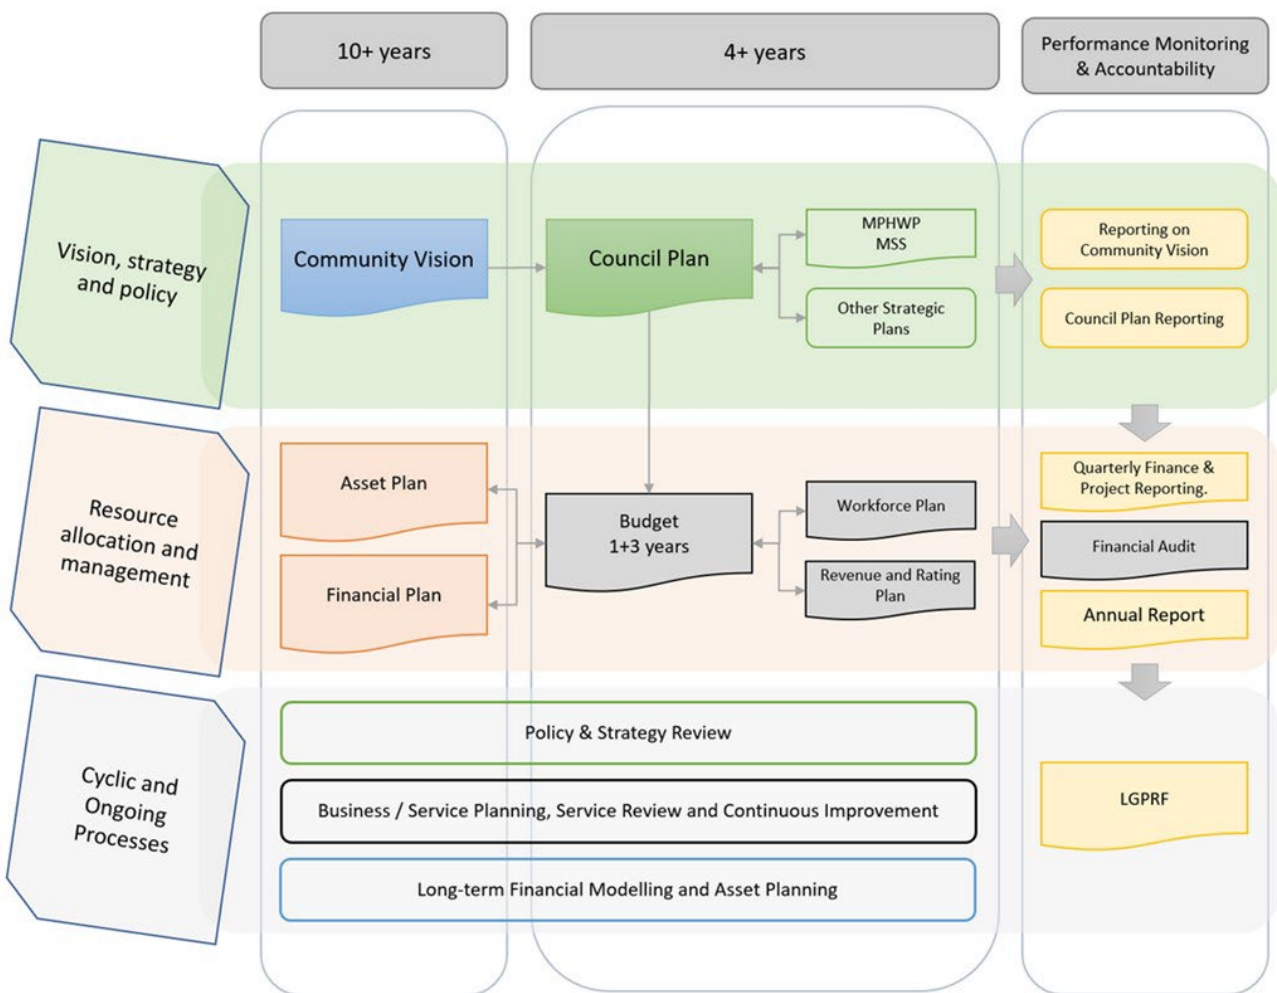 10+ years
4+ years
Performance Monitoring
& Accountability
Vision, strategy
and policy
Community Vision
Council Plan
MPHWP
MSS
Other Strategic
Plans
Reporting on
Community Vision
Council Plan Reporting
Resource
allocation and
management
Asset Plan
Financial Plan
Budget
1+3 years
Workforce Plan
Revenue and Rating
Plan
Quarterly Finance &
Project Reporting.
Financial Audit
Annual Report
Cyclic and
Ongoing
Processes
Policy & Strategy Review
Business / Service Planning, Service Review and Continuous Improvement
Long-term Financial Modelling and Asset Planning
LGPRF